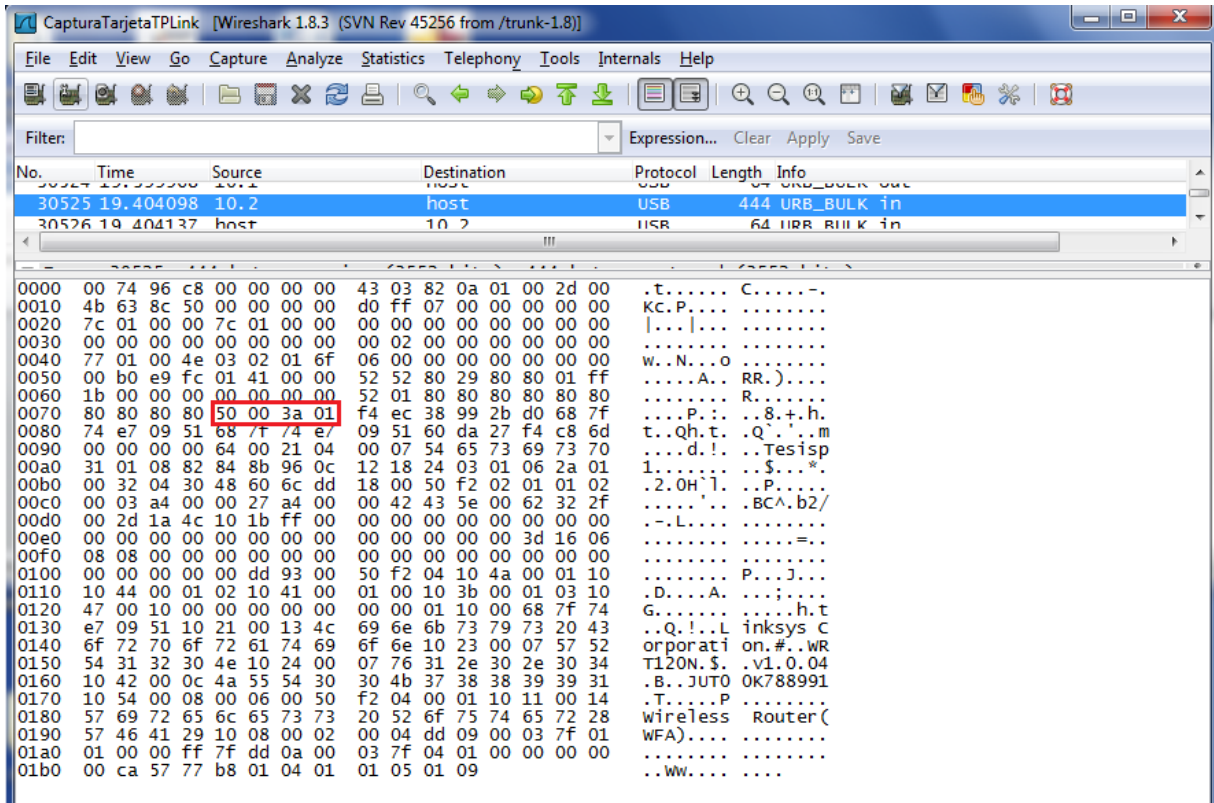 CapturaTarjetaTPLink [Wireshark 1.8.3 (SVN Rev 45256 from /trunk-1.8)]
File Edit View Go Capture Analyze Statistics Telephony Tools Internals Help
Filter: Expression... Clear Apply Save
No. Time Source Destination Protocol Length Info
30525 19.404098 10.2 host USB 444 URB_BULK in
30526 19.404137 host 10.2 USB 64 URB_BULK in
0000 00 74 96 c8 00 00 00 00 43 03 82 0a 01 00 2d 00 .t...... C.....-.
0010 4b 63 8c 50 00 00 00 00 d0 ff 07 00 00 00 00 00 Kc.P.... ........
0020 7c 01 00 00 7c 01 00 00 00 00 00 00 00 00 00 00 |...|... ........
0030 00 00 00 00 00 00 00 00 00 02 00 00 00 00 00 00 ........ ........
0040 77 01 00 4e 03 02 01 6f 06 00 00 00 00 00 00 00 w..N...o ........
0050 00 b0 e9 fc 01 41 00 00 52 52 80 29 80 80 01 ff .....A.. RR.)....
0060 1b 00 00 00 00 00 00 00 52 01 80 80 80 80 80 80 ........ R.......
0070 80 80 80 80 50 00 3a 01 f4 ec 38 99 2b d0 68 7f ....P.:. ..8.+.h.
0080 74 e7 09 51 68 7f 74 e7 09 51 60 da 27 f4 c8 6d t..Qh.t. .Q`.'..m
0090 00 00 00 00 64 00 21 04 00 07 54 65 73 69 73 70 ....d.!. ..Tesisp
00a0 31 01 08 82 84 8b 96 0c 12 18 24 03 01 06 2a 01 1....... ..$...*.
00b0 00 32 04 30 48 60 6c dd 18 00 50 f2 02 01 01 02 .2.0H`l. ..P.....
00c0 00 03 a4 00 00 27 a4 00 00 42 43 5e 00 62 32 2f .....'.. .BC^.b2/
00d0 00 2d 1a 4c 10 1b ff 00 00 00 00 00 00 00 00 00 .-.L.... ........
00e0 00 00 00 00 00 00 00 00 00 00 00 00 00 3d 16 06 ........ .....=..
00f0 08 08 00 00 00 00 00 00 00 00 00 00 00 00 00 00 ........ ........
0100 00 00 00 00 00 dd 93 00 50 f2 04 10 4a 00 01 10 ........ P...J...
0110 10 44 00 01 02 10 41 00 01 00 10 3b 00 01 03 10 .D....A. ...;....
0120 47 00 10 00 00 00 00 00 00 00 01 10 00 68 7f 74 G....... .....h.t
0130 e7 09 51 10 21 00 13 4c 69 6e 6b 73 79 73 20 43 ..Q.!..L inksys C
0140 6f 72 70 6f 72 61 74 69 6f 6e 10 23 00 07 57 52 orporati on.#..WR
0150 54 31 32 30 4e 10 24 00 07 76 31 2e 30 2e 30 34 T120N.$. .v1.0.04
0160 10 42 00 0c 4a 55 54 30 30 4b 37 38 38 39 39 31 .B..JUT0 0K788991
0170 10 54 00 08 00 06 00 50 f2 04 00 01 10 11 00 14 .T.....P ........
0180 57 69 72 65 6c 65 73 73 20 52 6f 75 74 65 72 28 Wireless Router(
0190 57 46 41 29 10 08 00 02 00 04 dd 09 00 03 7f 01 WFA).... ........
01a0 01 00 00 ff 7f dd 0a 00 03 7f 04 01 00 00 00 00 ........ ........
01b0 00 ca 57 77 b8 01 04 01 01 05 01 09 ..Ww.... ....